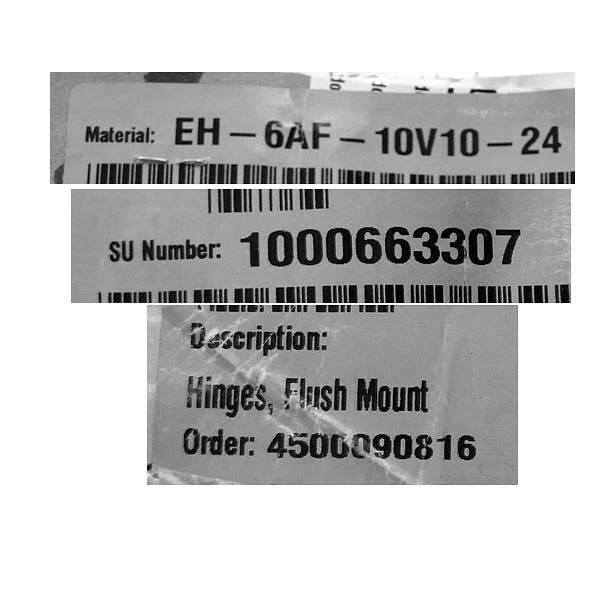 Material: EH-6AF-10V10-24
SU Number: 1000663307
Description:
Hinges, Flush Mount
Order: 4500090816